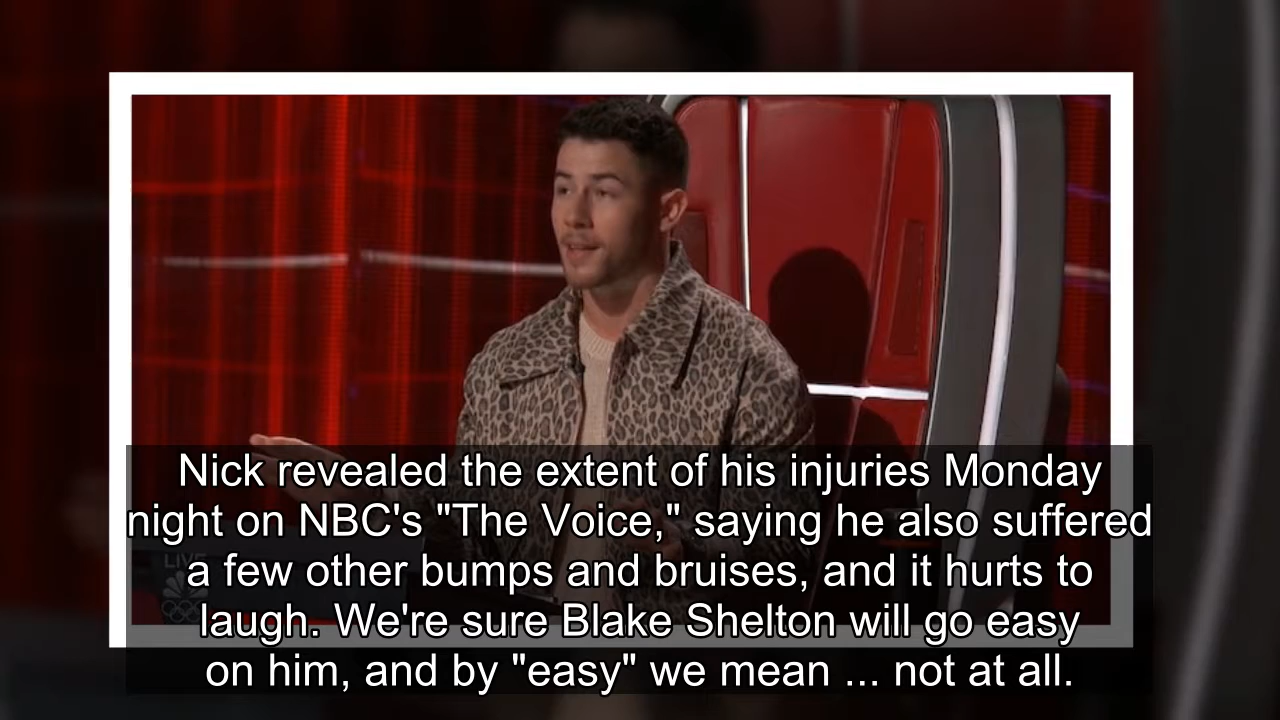 LIVE
Nick revealed the extent of his injuries Monday
night on NBC's "The Voice," saying he also suffered
a few other bumps and bruises, and it hurts to
laugh. We're sure Blake Shelton will go easy
on him, and by "easy" we mean ... not at all.